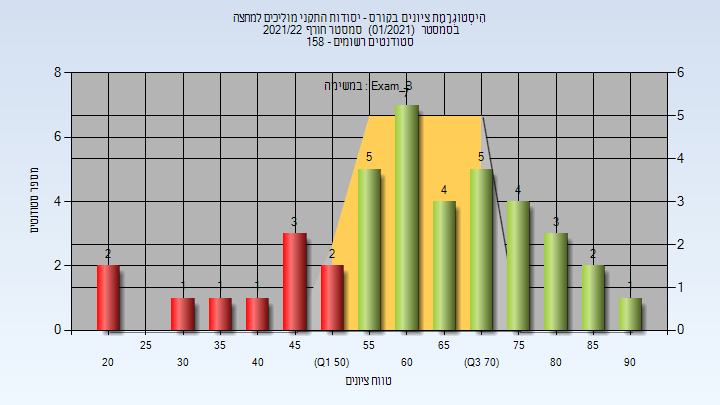 היסטוגרמת ציונים בקורס - יסודות התקני מוליכים למחצה
בסמסטר (01/2021) סמסטר חורף 2021/22
סטודנטים רשומים - 158
במשימה : Exam_B
מספר סטודנטים
8 6 4 2 0
6 5 4 3 2 1 0
2 1 1 1 3 2 5 7 4 5 4 3 2 1
25 35 45 55 65 75 85
20 30 40 (Q1 50) 60 (Q3 70) 80 90
טווח ציונים